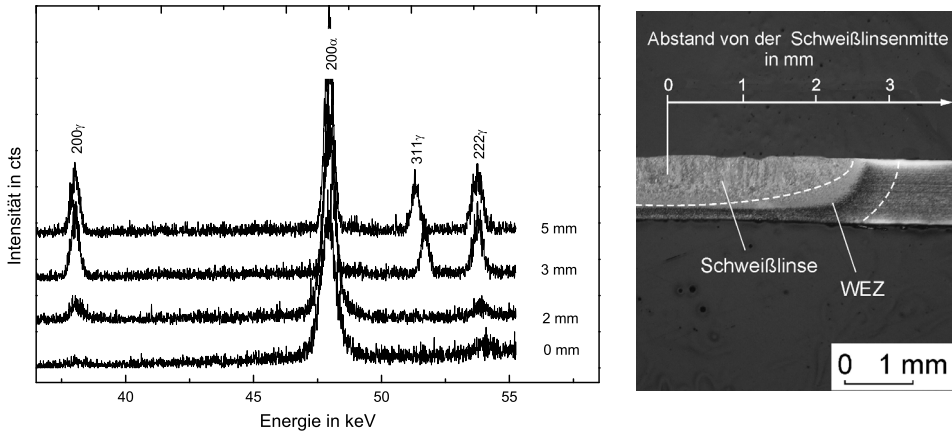 Intensität in cts
200γ
200α
311γ
222γ
5 mm
3 mm
2 mm
0 mm
40 45 50 55
Energie in keV
Abstand von der Schweißlinsenmitte
in mm
0 1 2 3
Schweißlinse
WEZ
0 1 mm